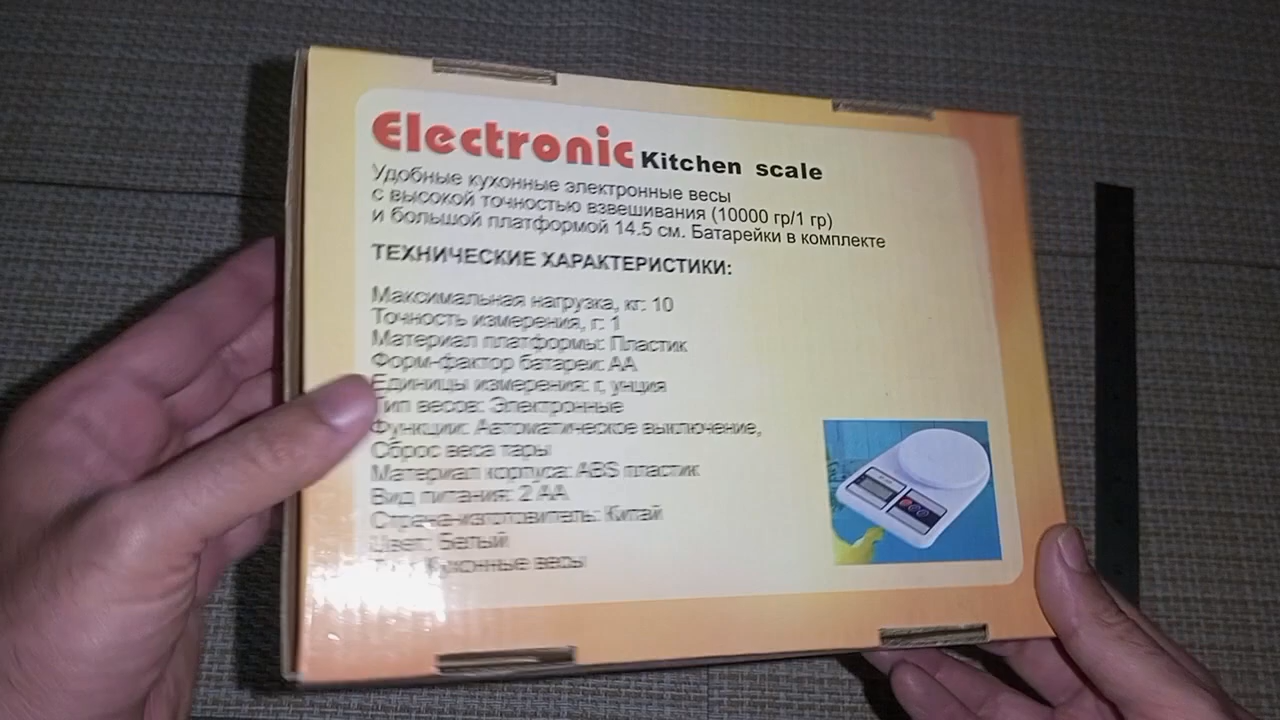 Electronic Kitchen scale
Удобные кухонные электронные весы
с высокой точностью взвешивания (10000 гр/1 гр)
и большой платформой 14.5 см. Батарейки в комплекте
ТЕХНИЧЕСКИЕ ХАРАКТЕРИСТИКИ:
Максимальная нагрузка, кг: 10
Точность измерения, г: 1
Материал платформы: Пластик
Форм-фактор батареи: АА
Единицы измерения: г, унция
Тип весов: Электронные
Функции: Автоматическое выключение,
Сброс веса тары
Материал корпуса: ABS пластик
Вид питания: 2 АА
Страна-изготовитель: Китай
Цвет: Белый
Кухонные весы